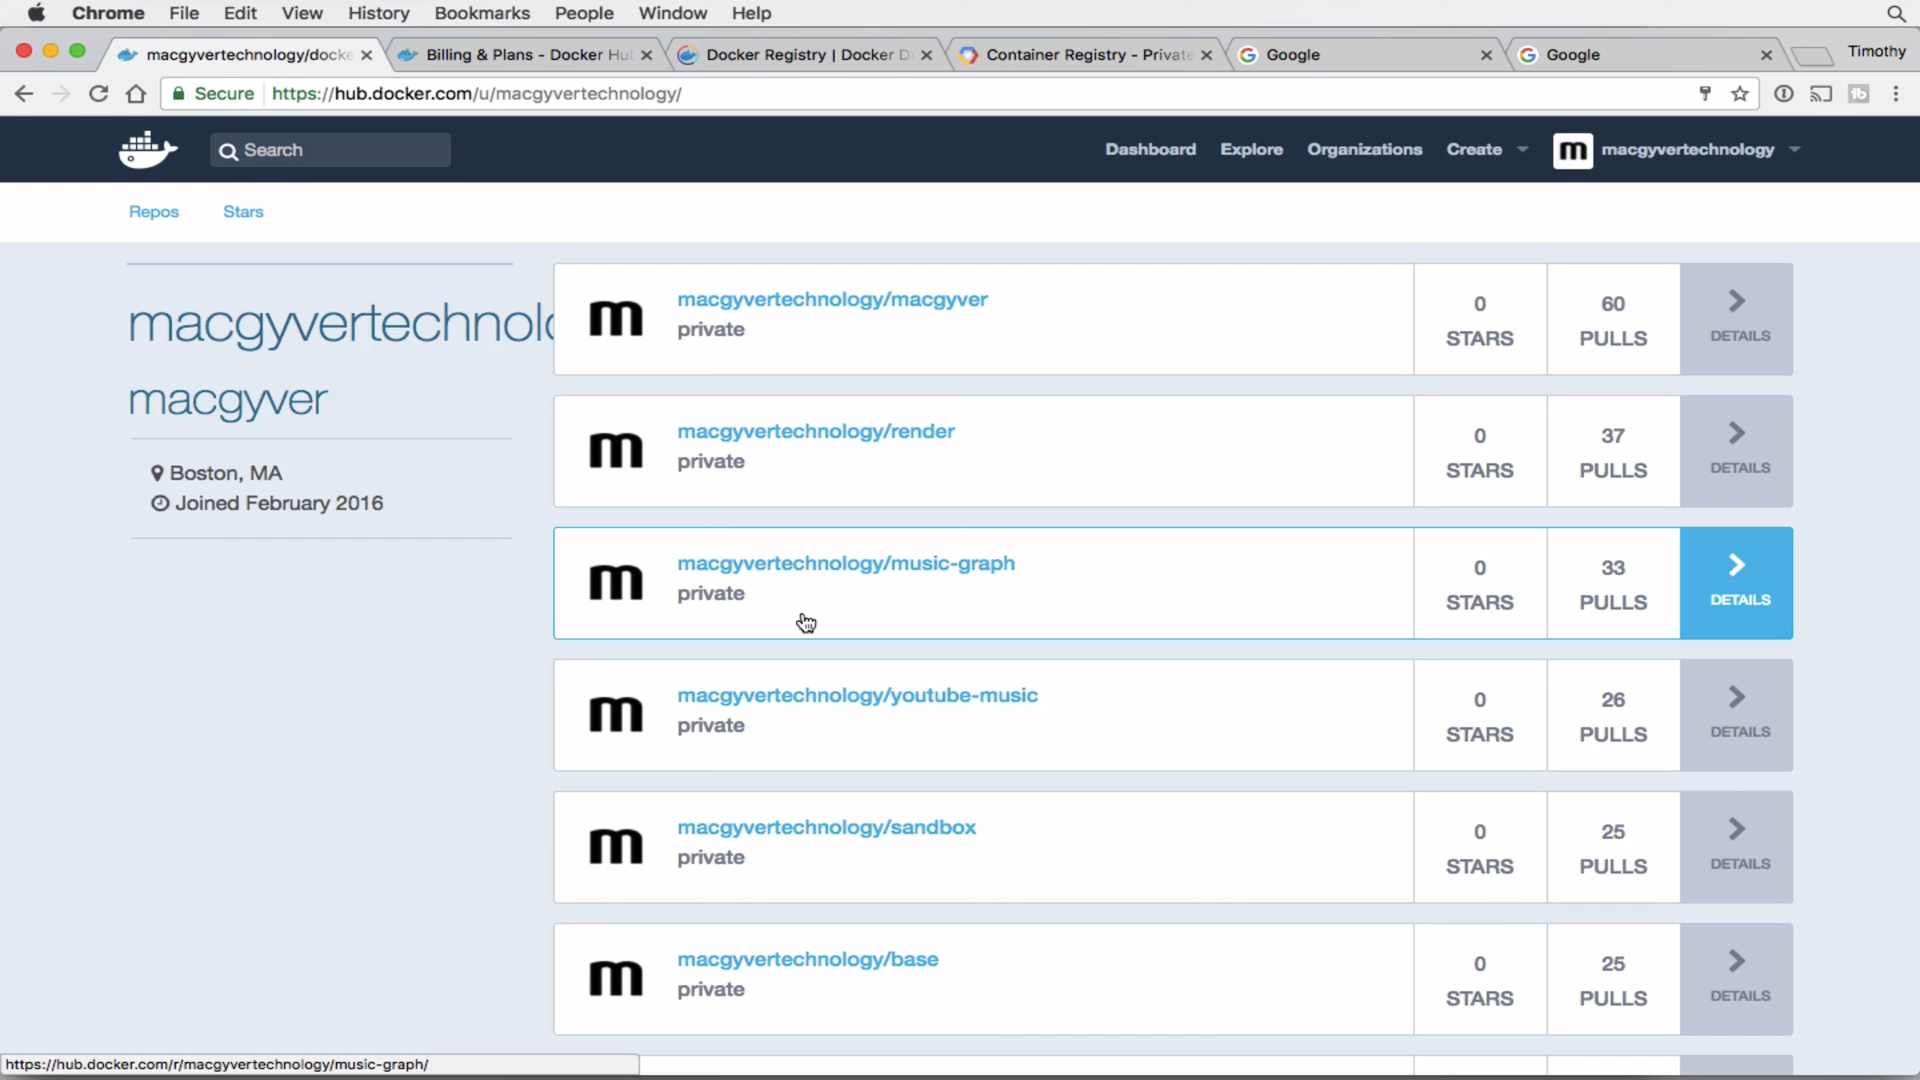 Chrome File Edit View History Bookmarks People Window Help
macgyvertechnology/docke Billing & Plans - Docker Hu Docker Registry | Docker D Container Registry - Private Google Google Timothy
Secure https://hub.docker.com/u/macgyvertechnology/
Search Dashboard Explore Organizations Create m macgyvertechnology
Repos Stars
macgyvertechnolo
macgyver
Boston, MA
Joined February 2016
m macgyvertechnology/macgyver 0 60
private STARS PULLS DETAILS
m macgyvertechnology/render 0 37
private STARS PULLS DETAILS
m macgyvertechnology/music-graph 0 33
private STARS PULLS DETAILS
m macgyvertechnology/youtube-music 0 26
private STARS PULLS DETAILS
m macgyvertechnology/sandbox 0 25
private STARS PULLS DETAILS
m macgyvertechnology/base 0 25
private STARS PULLS DETAILS
https://hub.docker.com/r/macgyvertechnology/music-graph/